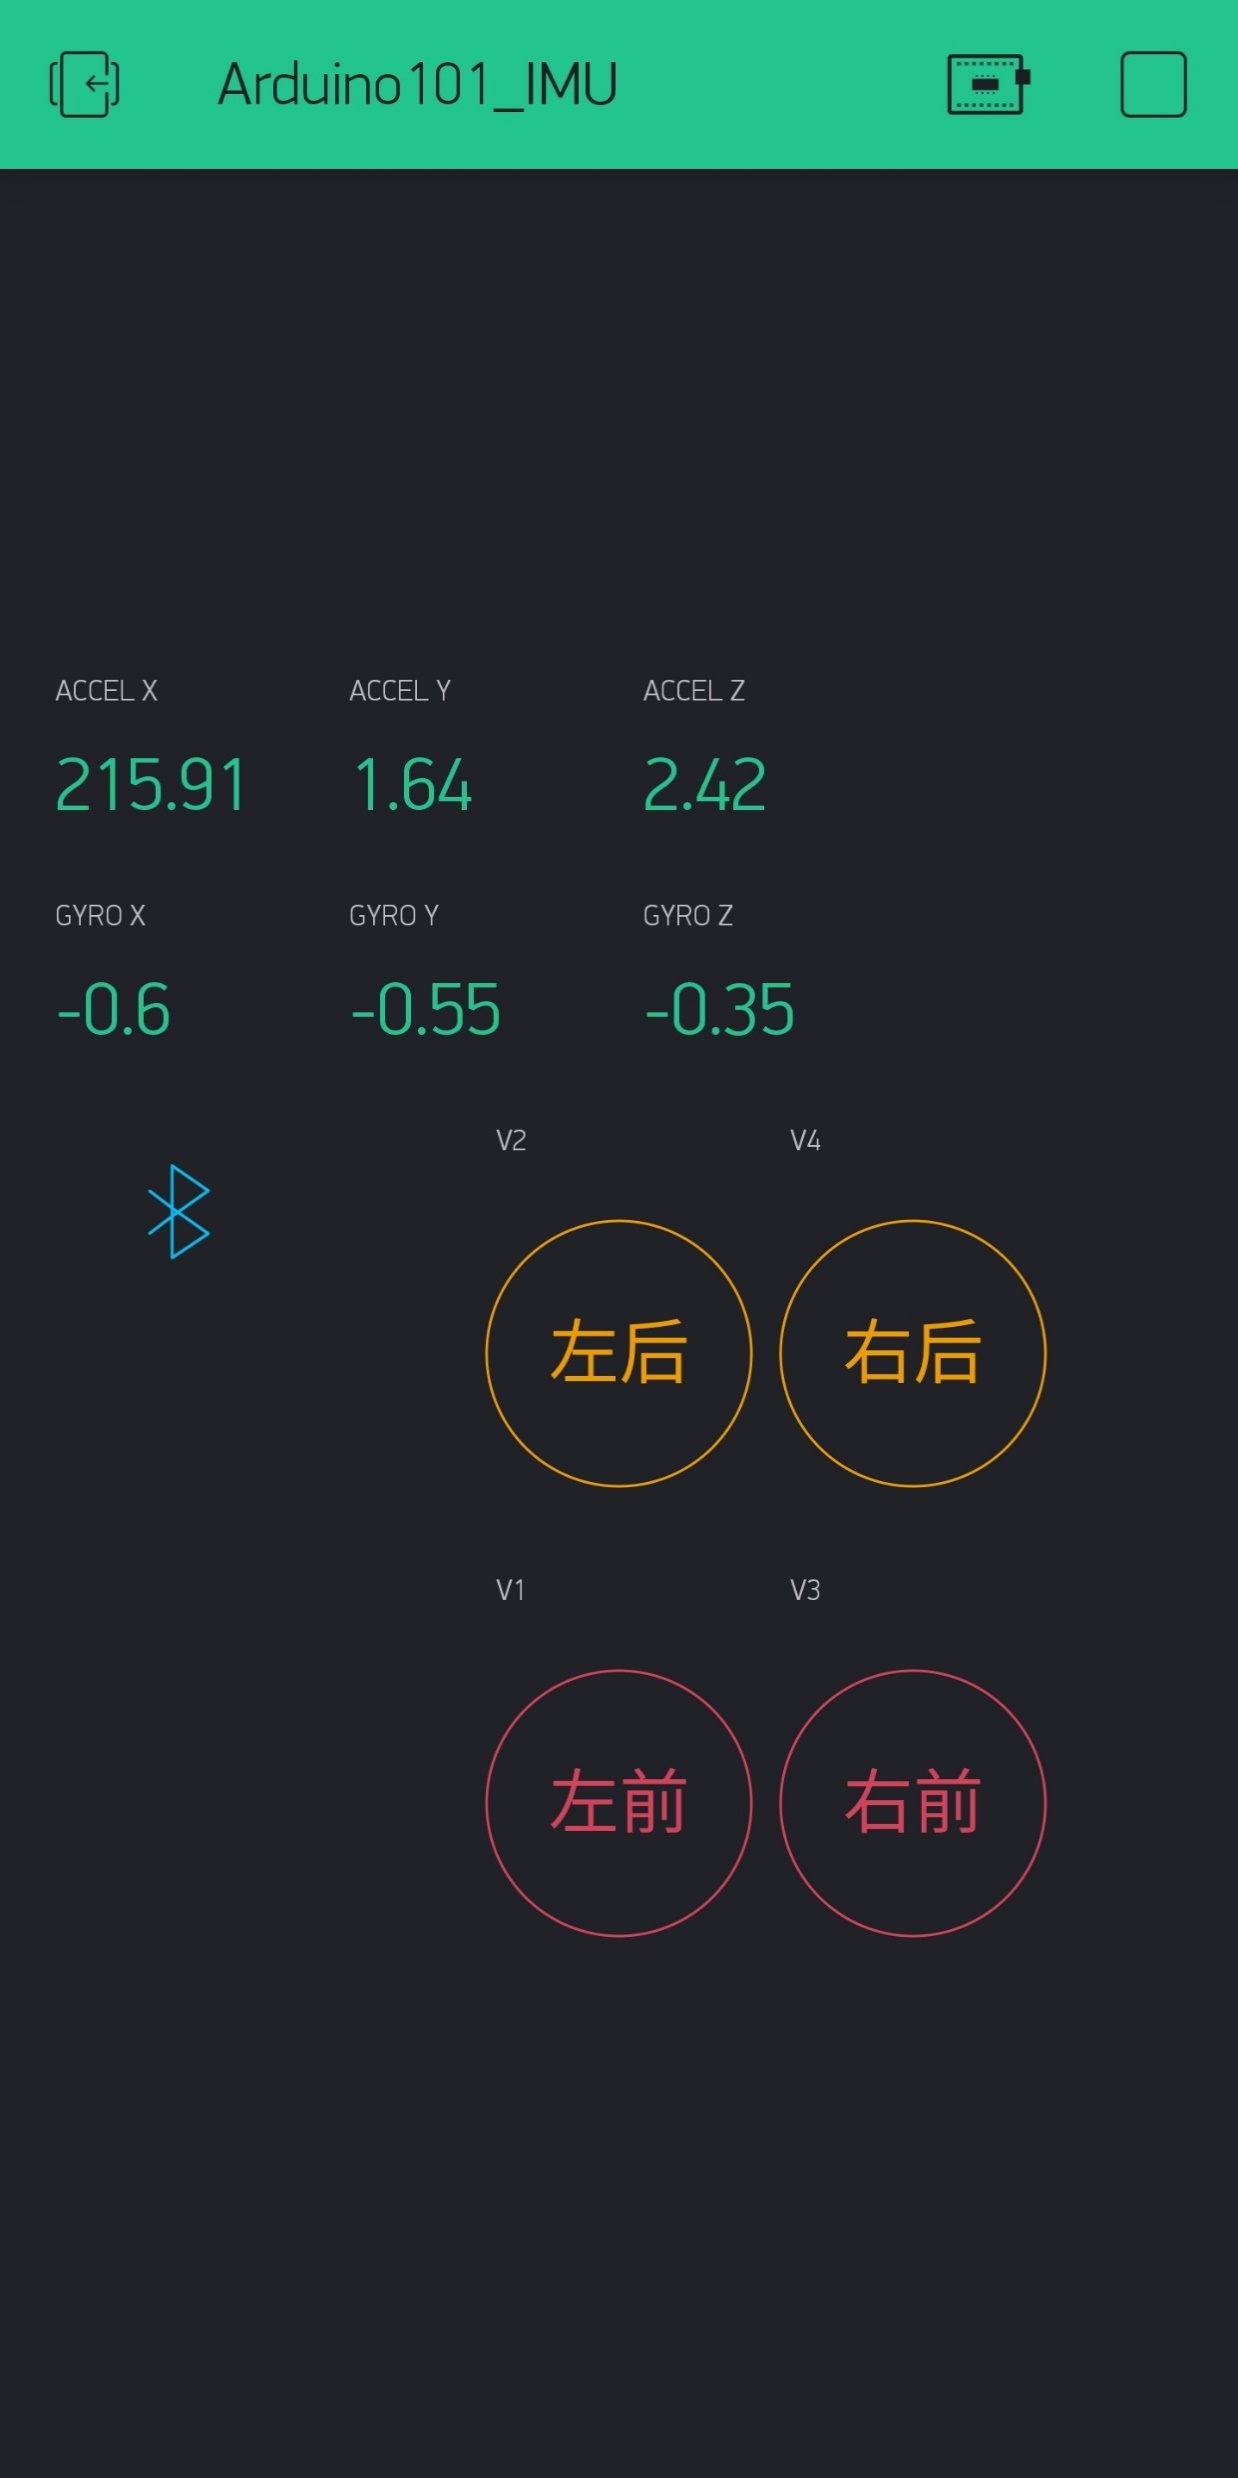 Arduino101_IMU
ACCEL X ACCEL Y ACCEL Z
215.91 1.64 2.42
GYRO X GYRO Y GYRO Z
-0.6 -0.55 -0.35
V2 V4
左后 右后
V1 V3
左前 右前